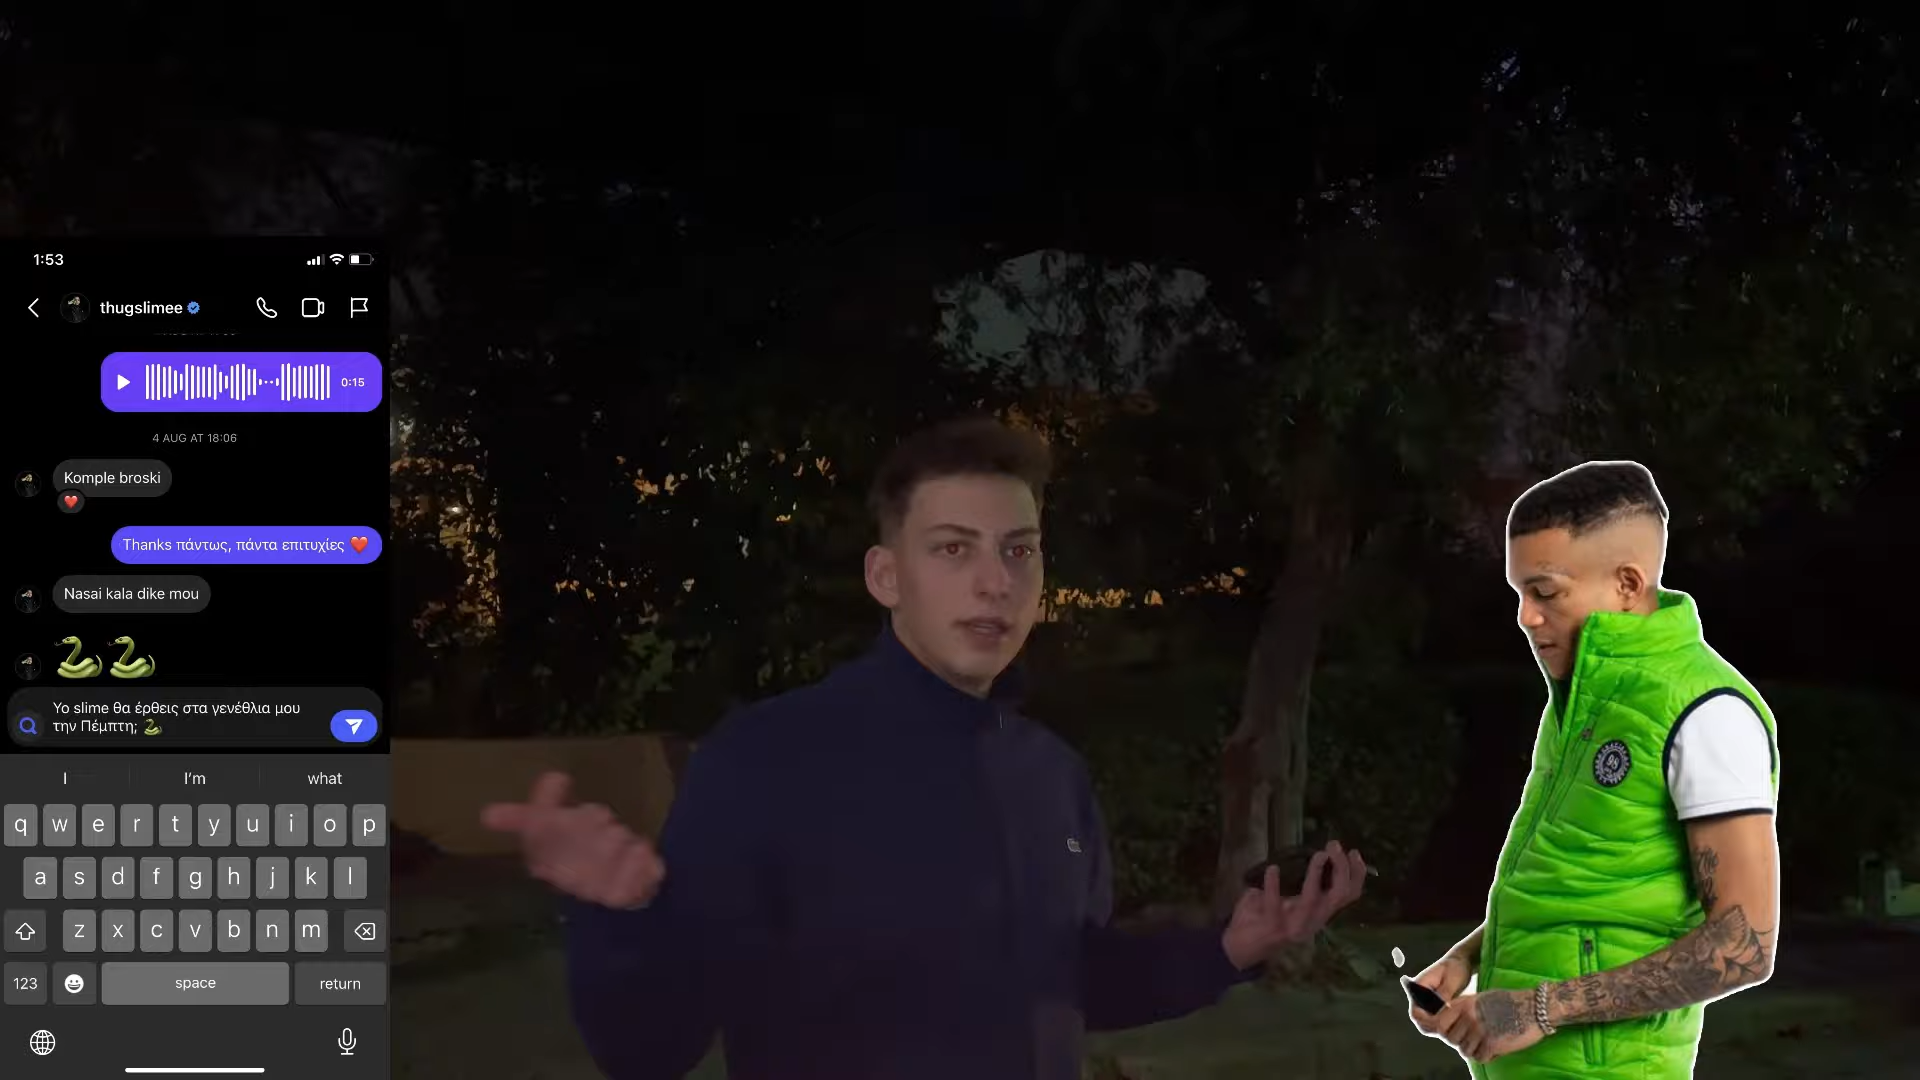 1:53
thugslimee
0:15
4 AUG AT 18:06
Komple broski
Thanks πάντως, πάντα επιτυχίες ❤️
Nasai kala dike mou
🐍🐍
Yo slime θα έρθεις στα γενέθλια μου
την Πέμπτη; 🐍
I I'm what
q w e r t y u i o p
a s d f g h j k l
z x c v b n m
123 space return
98